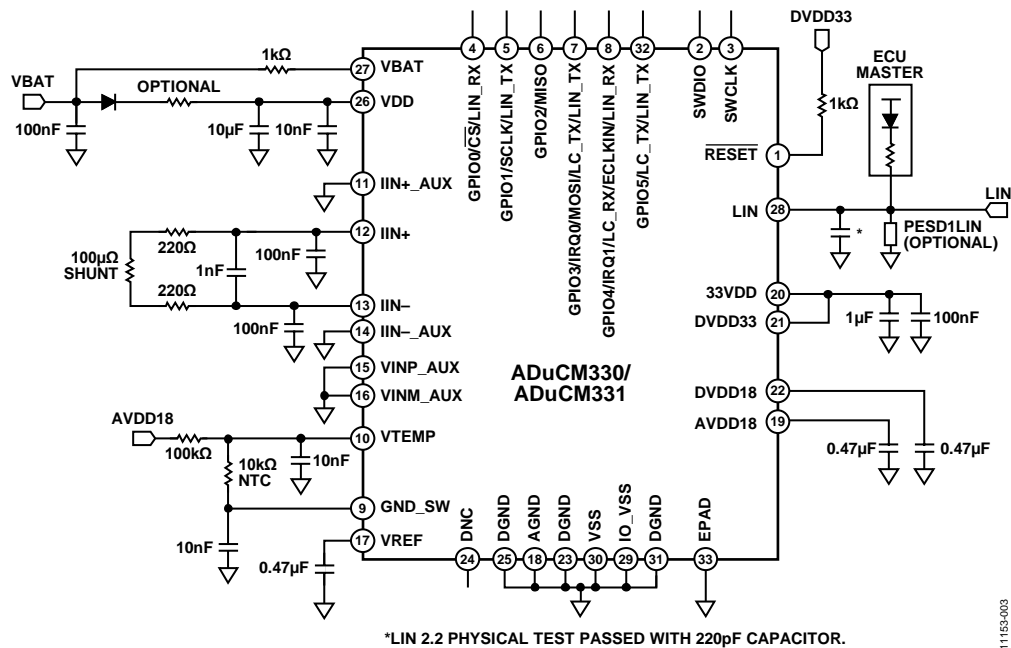 DVDD33
ECU
MASTER
4
5
6
7
8
32
2
3
GPIO0/CS/LIN_RX
GPIO1/SCLK/LIN_TX
GPIO2/MISO
GPIO3/IRQ0/MOSI/LC_TX/LIN_TX
GPIO4/IRQ1/LC_RX/ECLKIN/LIN_RX
GPIO5/LC_TX/LIN_TX
SWDIO
SWCLK
1kΩ
27
VBAT
VBAT
OPTIONAL
26
VDD
100nF
10µF
10nF
1kΩ
RESET
1
11
IIN+_AUX
LIN
28
LIN
*
PESD1LIN
(OPTIONAL)
12
IIN+
220Ω
100nF
100µΩ
SHUNT
1nF
220Ω
13
IIN–
100nF
14
IIN–_AUX
33VDD
20
DVDD33
21
1µF
100nF
15
VINP_AUX
16
VINM_AUX
ADuCM330/
ADuCM331
DVDD18
22
AVDD18
19
0.47µF
0.47µF
AVDD18
100kΩ
10
VTEMP
10kΩ
NTC
10nF
9
GND_SW
10nF
17
VREF
0.47µF
DNC
DGND
AGND
DGND
VSS
IO_VSS
DGND
EPAD
24
25
18
23
30
29
31
33
*LIN 2.2 PHYSICAL TEST PASSED WITH 220pF CAPACITOR.
11153-003